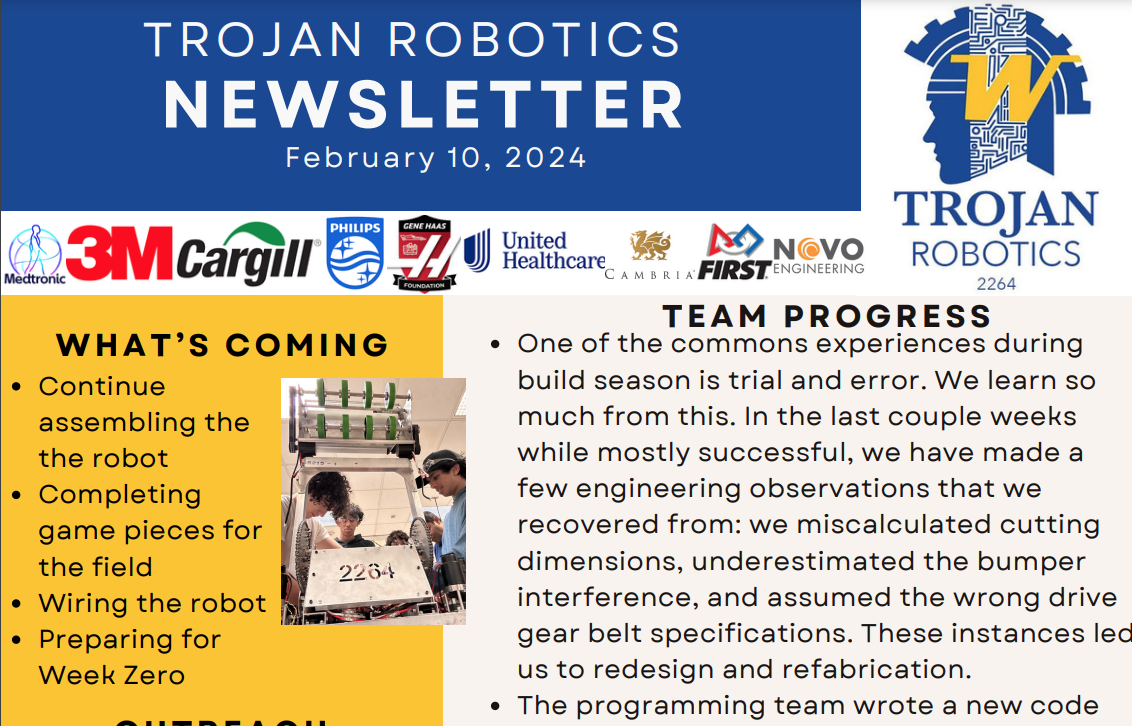 TROJAN ROBOTICS
NEWSLETTER
February 10, 2024
W
TROJAN
ROBOTICS
2264
Medtronic
3M
Cargill®
PHILIPS
GENE HAAS
H
FOUNDATION
United
Healthcare
CAMBRIA
FIRST
NOVO
ENGINEERING
WHAT’S COMING
• Continue
assembling the
the robot
• Completing
game pieces for
the field
• Wiring the robot
• Preparing for
Week Zero
2264
OUTREACH
TEAM PROGRESS
• One of the commons experiences during
build season is trial and error. We learn so
much from this. In the last couple weeks
while mostly successful, we have made a
few engineering observations that we
recovered from: we miscalculated cutting
dimensions, underestimated the bumper
interference, and assumed the wrong drive
gear belt specifications. These instances led
us to redesign and refabrication.
• The programming team wrote a new code